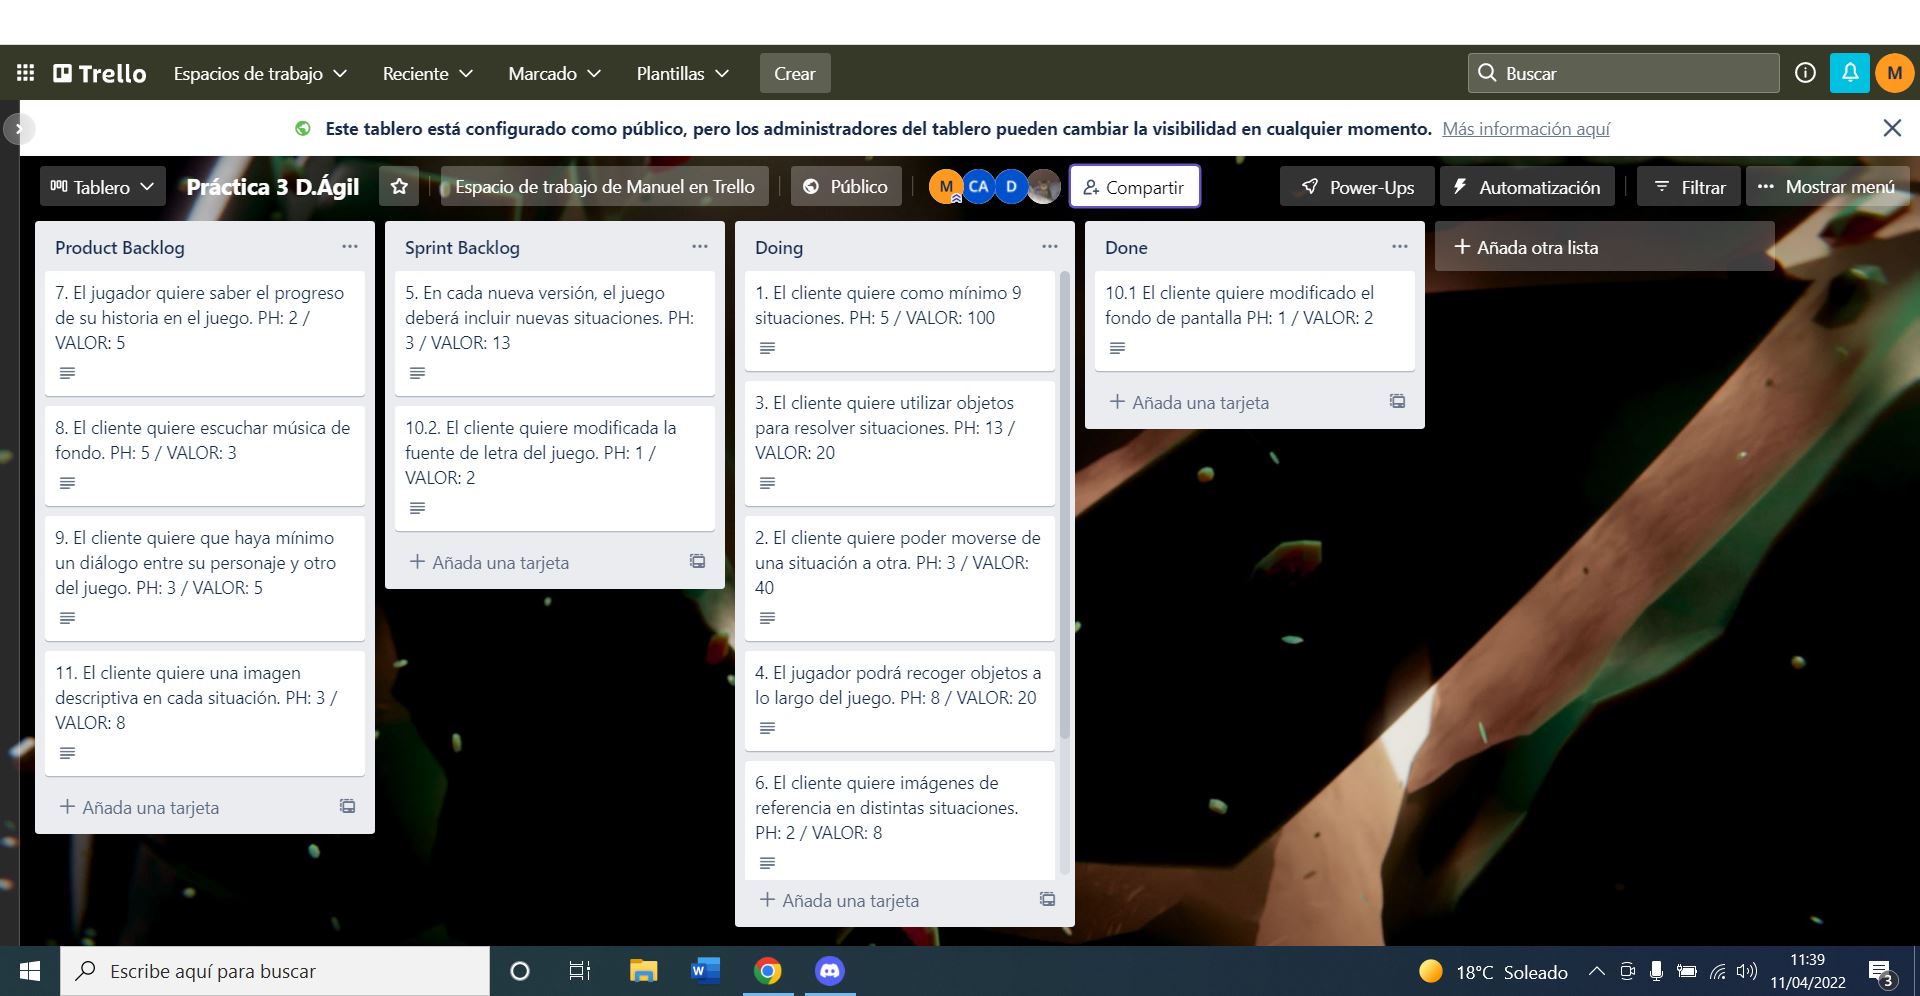 Trello
Espacios de trabajo
Reciente
Marcado
Plantillas
Crear
Buscar
M
Este tablero está configurado como público, pero los administradores del tablero pueden cambiar la visibilidad en cualquier momento. Más información aquí
Tablero
Práctica 3 D.Ágil
Espacio de trabajo de Manuel en Trello
Público
M
CA
D
Compartir
Power-Ups
Automatización
Filtrar
Mostrar menú
Product Backlog
7. El jugador quiere saber el progreso
de su historia en el juego. PH: 2 /
VALOR: 5
8. El cliente quiere escuchar música de
fondo. PH: 5 / VALOR: 3
9. El cliente quiere que haya mínimo
un diálogo entre su personaje y otro
del juego. PH: 3 / VALOR: 5
11. El cliente quiere una imagen
descriptiva en cada situación. PH: 3 /
VALOR: 8
Añada una tarjeta
Sprint Backlog
5. En cada nueva versión, el juego
deberá incluir nuevas situaciones. PH:
3 / VALOR: 13
10.2. El cliente quiere modificada la
fuente de letra del juego. PH: 1 /
VALOR: 2
Añada una tarjeta
Doing
1. El cliente quiere como mínimo 9
situaciones. PH: 5 / VALOR: 100
3. El cliente quiere utilizar objetos
para resolver situaciones. PH: 13 /
VALOR: 20
2. El cliente quiere poder moverse de
una situación a otra. PH: 3 / VALOR:
40
4. El jugador podrá recoger objetos a
lo largo del juego. PH: 8 / VALOR: 20
6. El cliente quiere imágenes de
referencia en distintas situaciones.
PH: 2 / VALOR: 8
Añada una tarjeta
Done
10.1 El cliente quiere modificado el
fondo de pantalla PH: 1 / VALOR: 2
Añada una tarjeta
Añada otra lista
Escribe aquí para buscar
18°C Soleado
11:39
11/04/2022
3